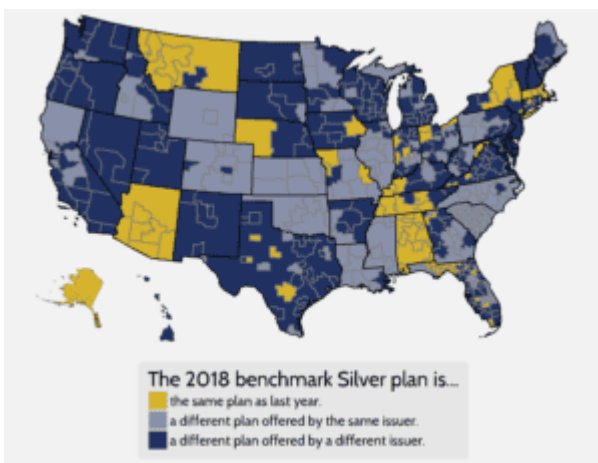 The 2018 benchmark Silver plan is...
the same plan as last year.
a different plan offered by the same issuer.
a different plan offered by a different issuer.